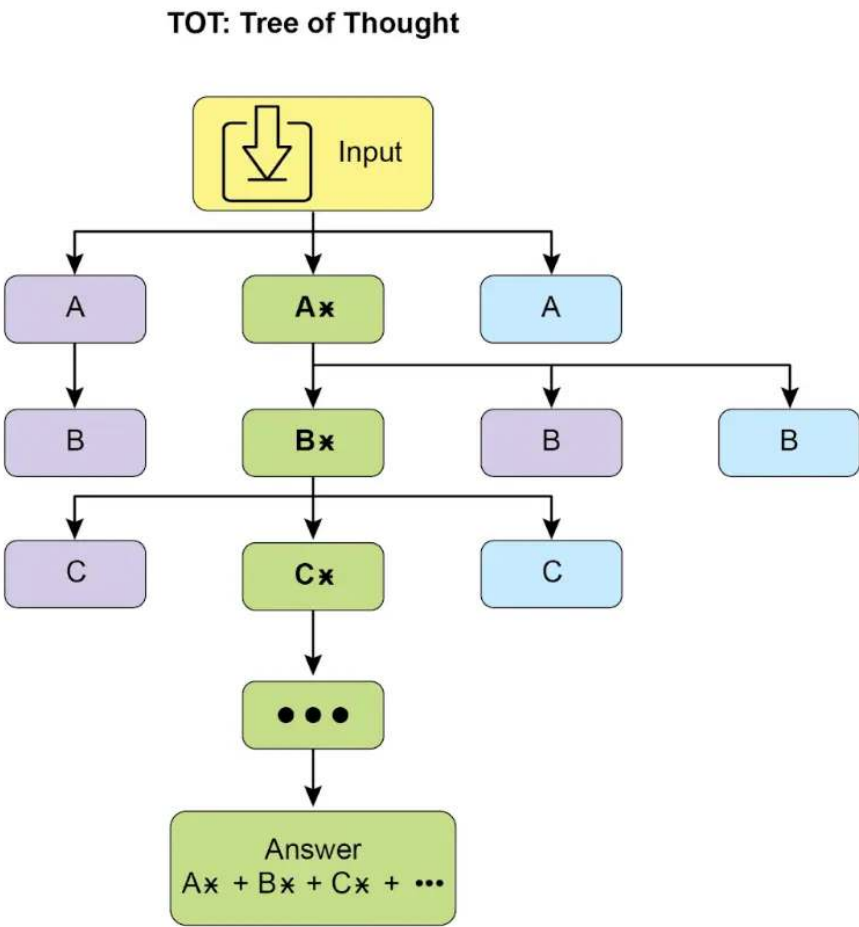 TOT: Tree of Thought
Input
A
A*
A
B
B*
B
B
C
C*
C
•••
Answer
A* + B* + C* + •••